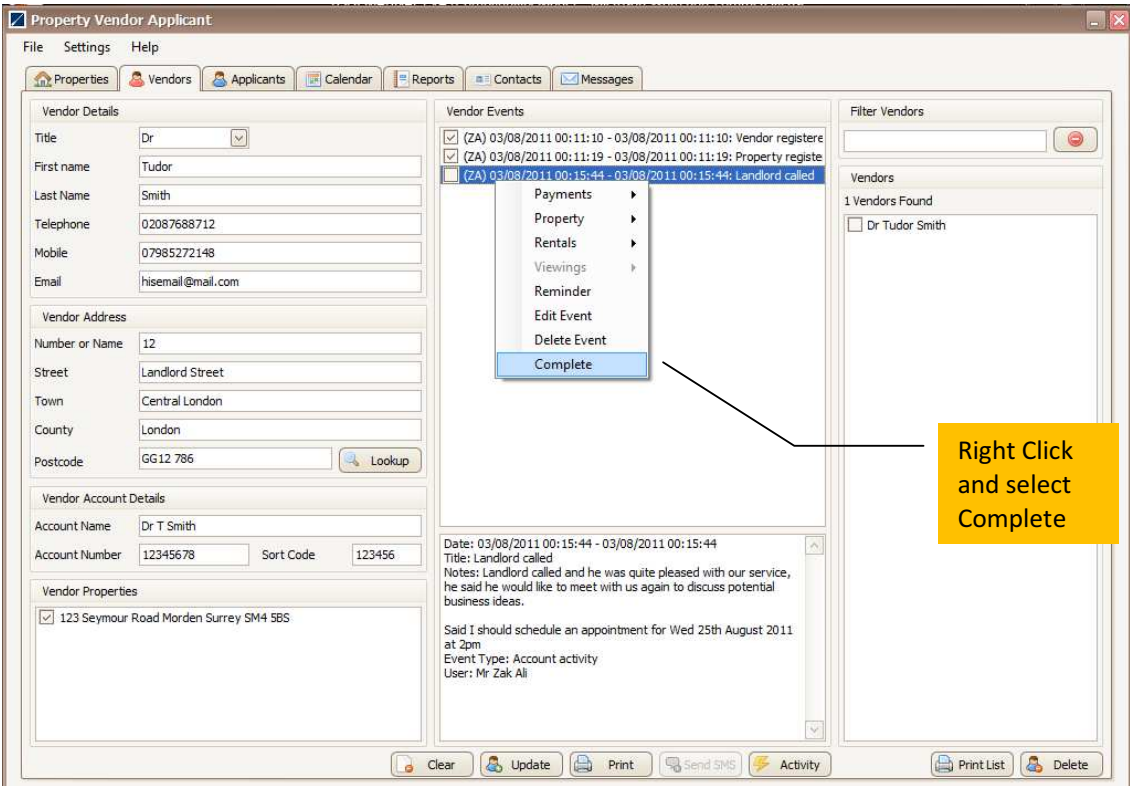 Property Vendor Applicant
File Settings Help
Properties Vendors Applicants Calendar Reports Contacts Messages
Vendor Details
Title Dr
First name Tudor
Last Name Smith
Telephone 02087688712
Mobile 07985272148
Email hisemail@mail.com
Vendor Address
Number or Name 12
Street Landlord Street
Town Central London
County London
Postcode GG12 786 Lookup
Vendor Account Details
Account Name Dr T Smith
Account Number 12345678 Sort Code 123456
Vendor Properties
123 Seymour Road Morden Surrey SM4 5BS
Vendor Events
(ZA) 03/08/2011 00:11:10 - 03/08/2011 00:11:10: Vendor registere
(ZA) 03/08/2011 00:11:19 - 03/08/2011 00:11:19: Property registe
(ZA) 03/08/2011 00:15:44 - 03/08/2011 00:15:44: Landlord called
Payments
Property
Rentals
Viewings
Reminder
Edit Event
Delete Event
Complete
Date: 03/08/2011 00:15:44 - 03/08/2011 00:15:44
Title: Landlord called
Notes: Landlord called and he was quite pleased with our service,
he said he would like to meet with us again to discuss potential
business ideas.
Said I should schedule an appointment for Wed 25th August 2011
at 2pm
Event Type: Account activity
User: Mr Zak Ali
Filter Vendors
Vendors
1 Vendors Found
Dr Tudor Smith
Right Click
and select
Complete
Clear Update Print Send SMS Activity Print List Delete